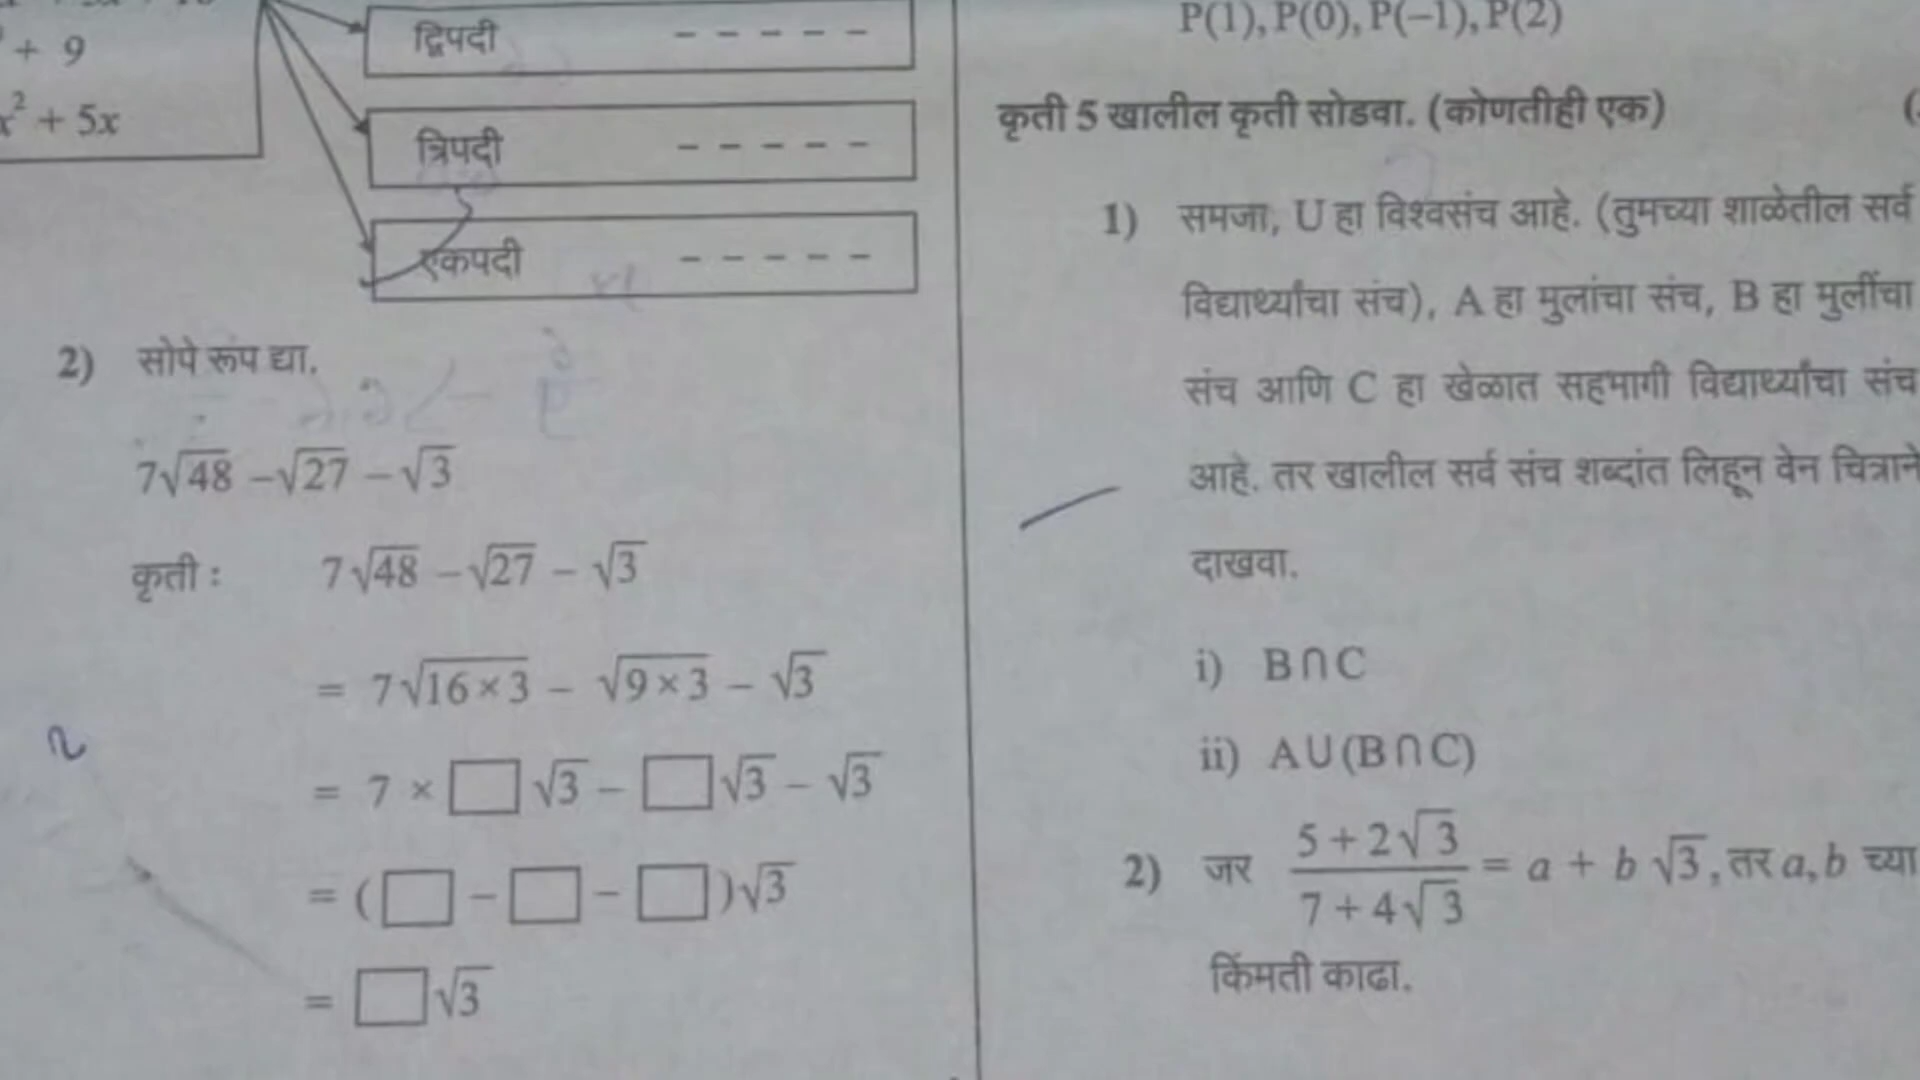 + 9
x² + 5x
द्विपदी - - - - -
त्रिपदी - - - - -
एकपदी - - - - -
2) सोपे रूप द्या.
7√48 – √27 – √3
कृती : 7√48 – √27 – √3
= 7√16 × 3 – √9 × 3 – √3
= 7 × □ √3 – □ √3 – √3
= (□ – □ – □)√3
= □ √3
P(1), P(0), P(–1), P(2)
कृती 5 खालील कृती सोडवा. (कोणतीही एक)
1) समजा, U हा विश्वसंच आहे. (तुमच्या शाळेतील सर्व
विद्यार्थ्यांचा संच), A हा मुलांचा संच, B हा मुलींचा
संच आणि C हा खेळात सहभागी विद्यार्थ्यांचा संच
आहे. तर खालील सर्व संच शब्दांत लिहून वेन चित्राने
दाखवा.
i) B∩C
ii) A∪(B∩C)
2) जर (5 + 2√3)/(7 + 4√3) = a + b √3, तर a, b च्या
किंमती काढा.